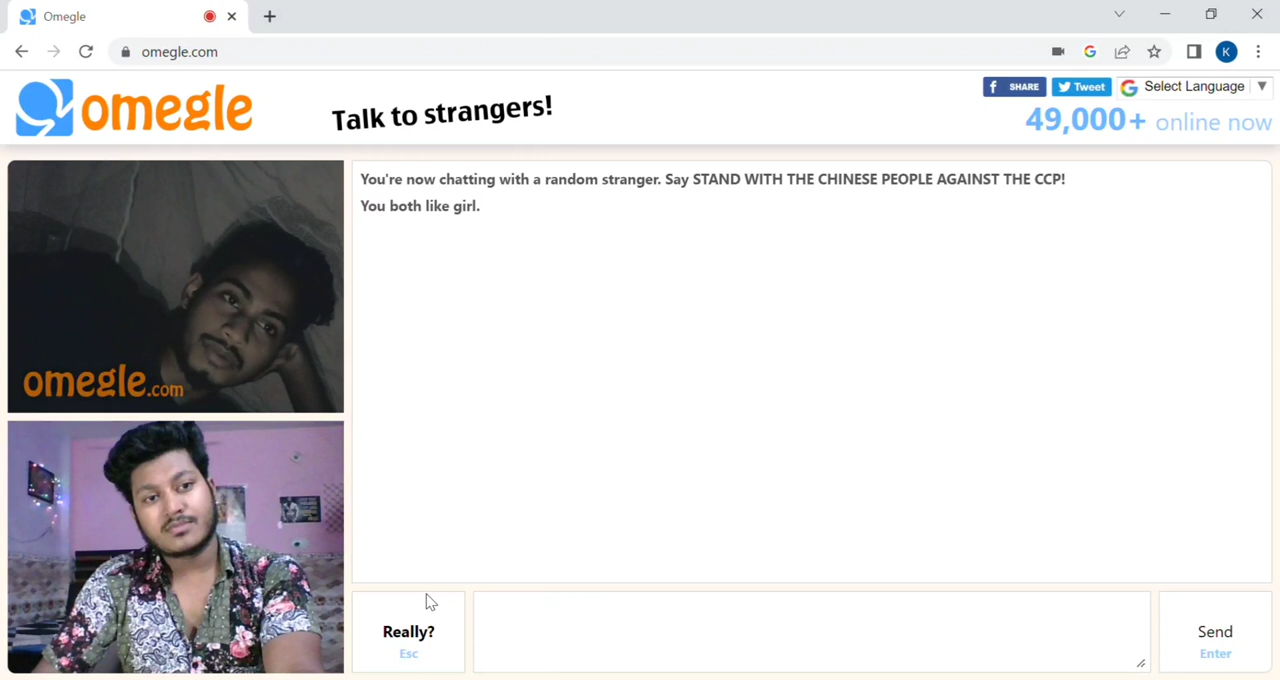 Omegle
omegle.com
K
omegle
Talk to strangers!
SHARE
Tweet
Select Language
49,000+ online now
You're now chatting with a random stranger. Say STAND WITH THE CHINESE PEOPLE AGAINST THE CCP!
You both like girl.
omegle.com
Really?
Esc
Send
Enter